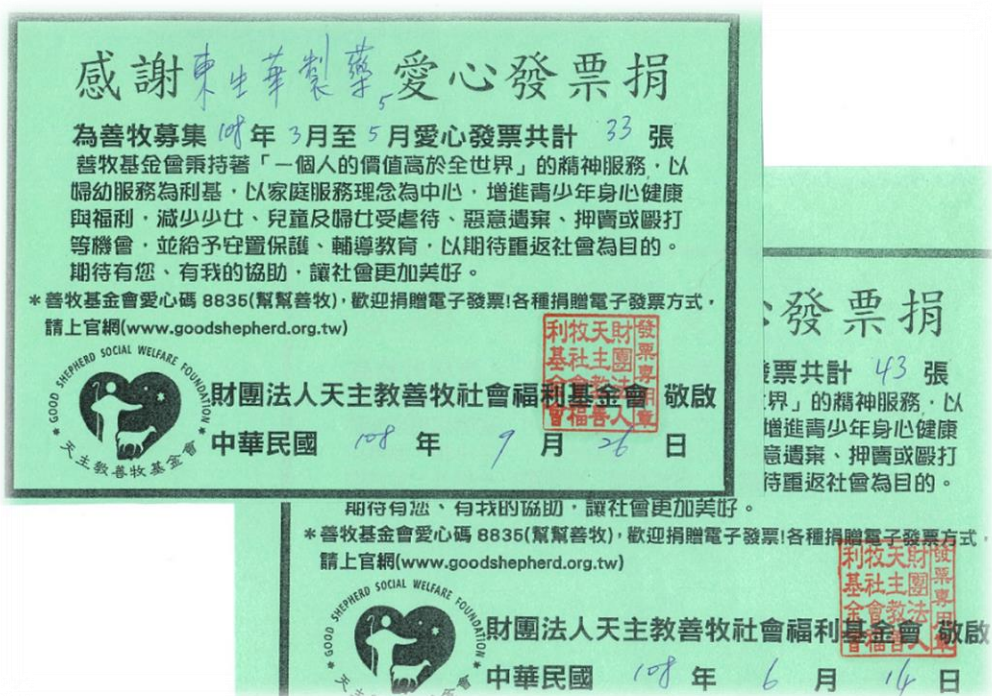 感謝東生華製藥愛心發票捐
為善牧募集 108 年 3 月至 5 月愛心發票共計 33 張
善牧基金會秉持著「一個人的價值高於全世界」的精神服務，以
婦幼服務為利基，以家庭服務理念為中心，增進青少年身心健康
與福利，減少少女、兒童及婦女受虐待、惡意遺棄、押賣或毆打
等機會，並給予安置保護、輔導教育，以期待重返社會為目的。
期待有您、有我的協助，讓社會更加美好。
＊善牧基金會愛心碼 8835(幫幫善牧)，歡迎捐贈電子發票!各種捐贈電子發票方式，
請上官網(www.goodshepherd.org.tw)
GOOD SHEPHERD SOCIAL WELFARE FOUNDATION
天主教善牧基金會
財團法人天主教善牧社會福利基金會 敬啟
發票專用章
財團法人
天主教善
牧社會福
利基金會
中華民國 108 年 9 月 26 日
發票捐
票共計 43 張
世界」的精神服務，以
增進青少年身心健康
意遺棄、押賣或毆打
待重返社會為目的。
期待有您、有我的協助，讓社會更加美好。
＊善牧基金會愛心碼 8835(幫幫善牧)，歡迎捐贈電子發票!各種捐贈電子發票方式，
請上官網(www.goodshepherd.org.tw)
GOOD SHEPHERD SOCIAL WELFARE FOUNDATION
天主教善牧基
財團法人天主教善牧社會福利基金會 敬啟
發票專用章
財團法人
天主教善
牧社會福
利基金會
中華民國 108 年 6 月 14 日